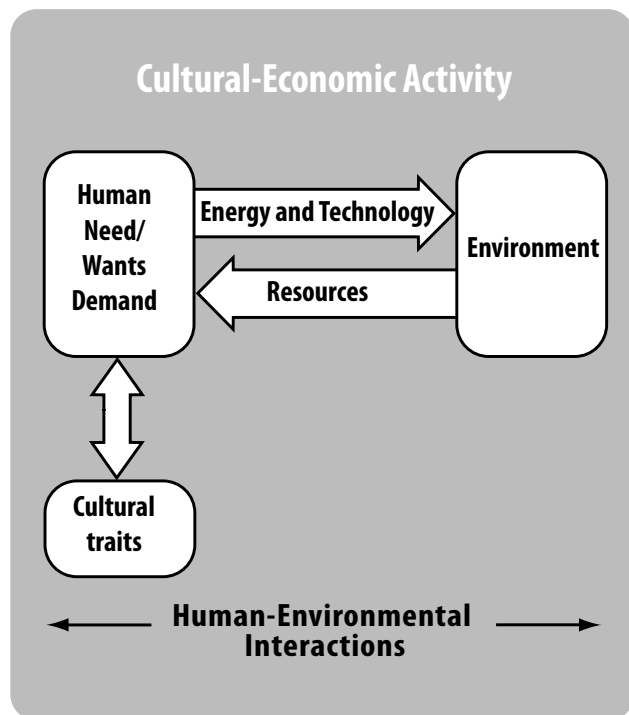 Cultural-Economic Activity
Human
Need/
Wants
Demand
Energy and Technology
Environment
Resources
Cultural
traits
Human-Environmental
Interactions